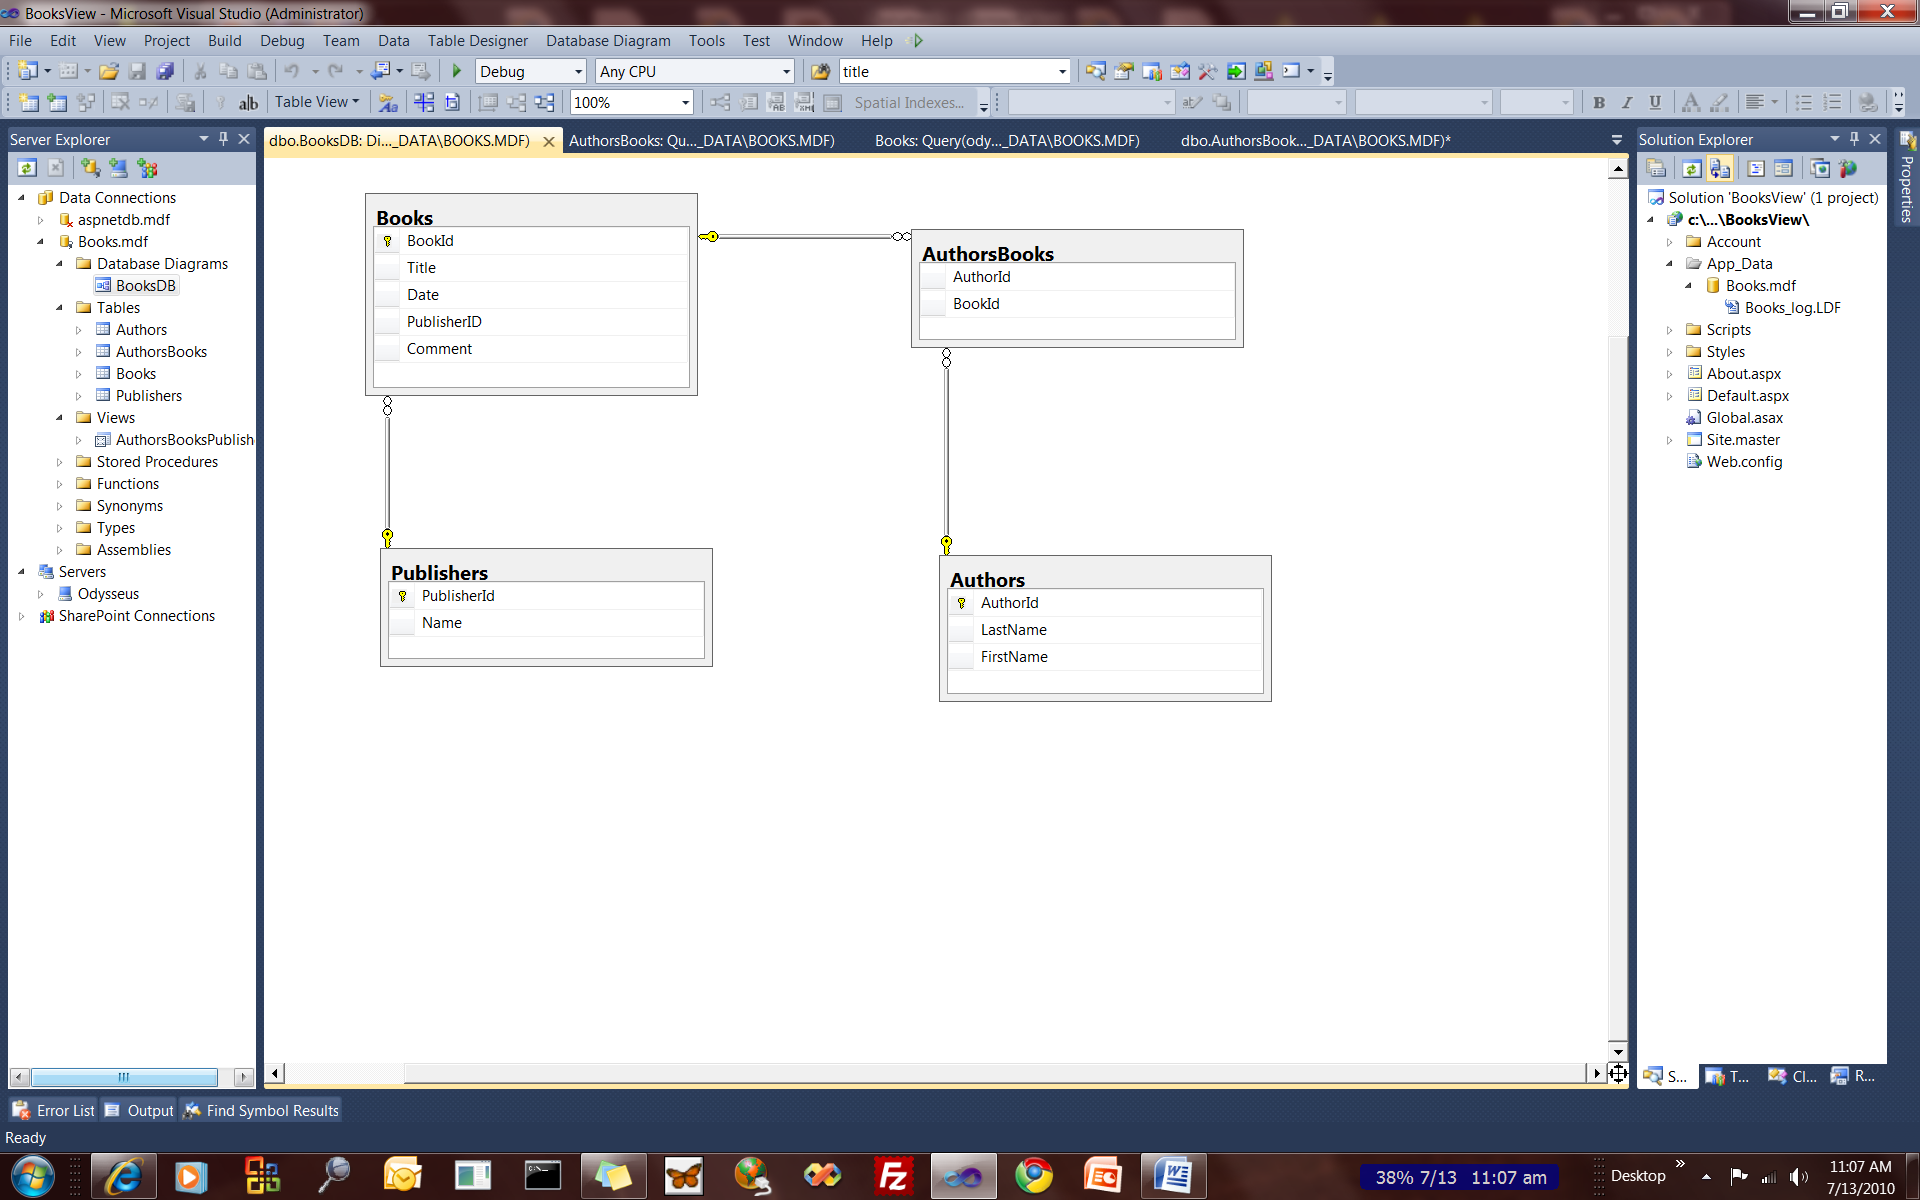 BooksView - Microsoft Visual Studio (Administrator)
File Edit View Project Build Debug Team Data Table Designer Database Diagram Tools Test Window Help
Debug Any CPU title
ab| Table View 100% Spatial Indexes... B I U
Server Explorer
Data Connections
aspnetdb.mdf
Books.mdf
Database Diagrams
BooksDB
Tables
Authors
AuthorsBooks
Books
Publishers
Views
AuthorsBooksPublish
Stored Procedures
Functions
Synonyms
Types
Assemblies
Servers
Odysseus
SharePoint Connections
dbo.BooksDB: Di..._DATA\BOOKS.MDF) AuthorsBooks: Qu..._DATA\BOOKS.MDF) Books: Query(ody..._DATA\BOOKS.MDF) dbo.AuthorsBook..._DATA\BOOKS.MDF)*
Books
BookId
Title
Date
PublisherID
Comment
AuthorsBooks
AuthorId
BookId
Publishers
PublisherId
Name
Authors
AuthorId
LastName
FirstName
Solution Explorer
Solution 'BooksView' (1 project)
c:\...\BooksView\
Account
App_Data
Books.mdf
Books_log.LDF
Scripts
Styles
About.aspx
Default.aspx
Global.asax
Site.master
Web.config
Properties
S... T... Cl... R...
Error List Output Find Symbol Results
Ready
38% 7/13 11:07 am
Desktop
11:07 AM
7/13/2010